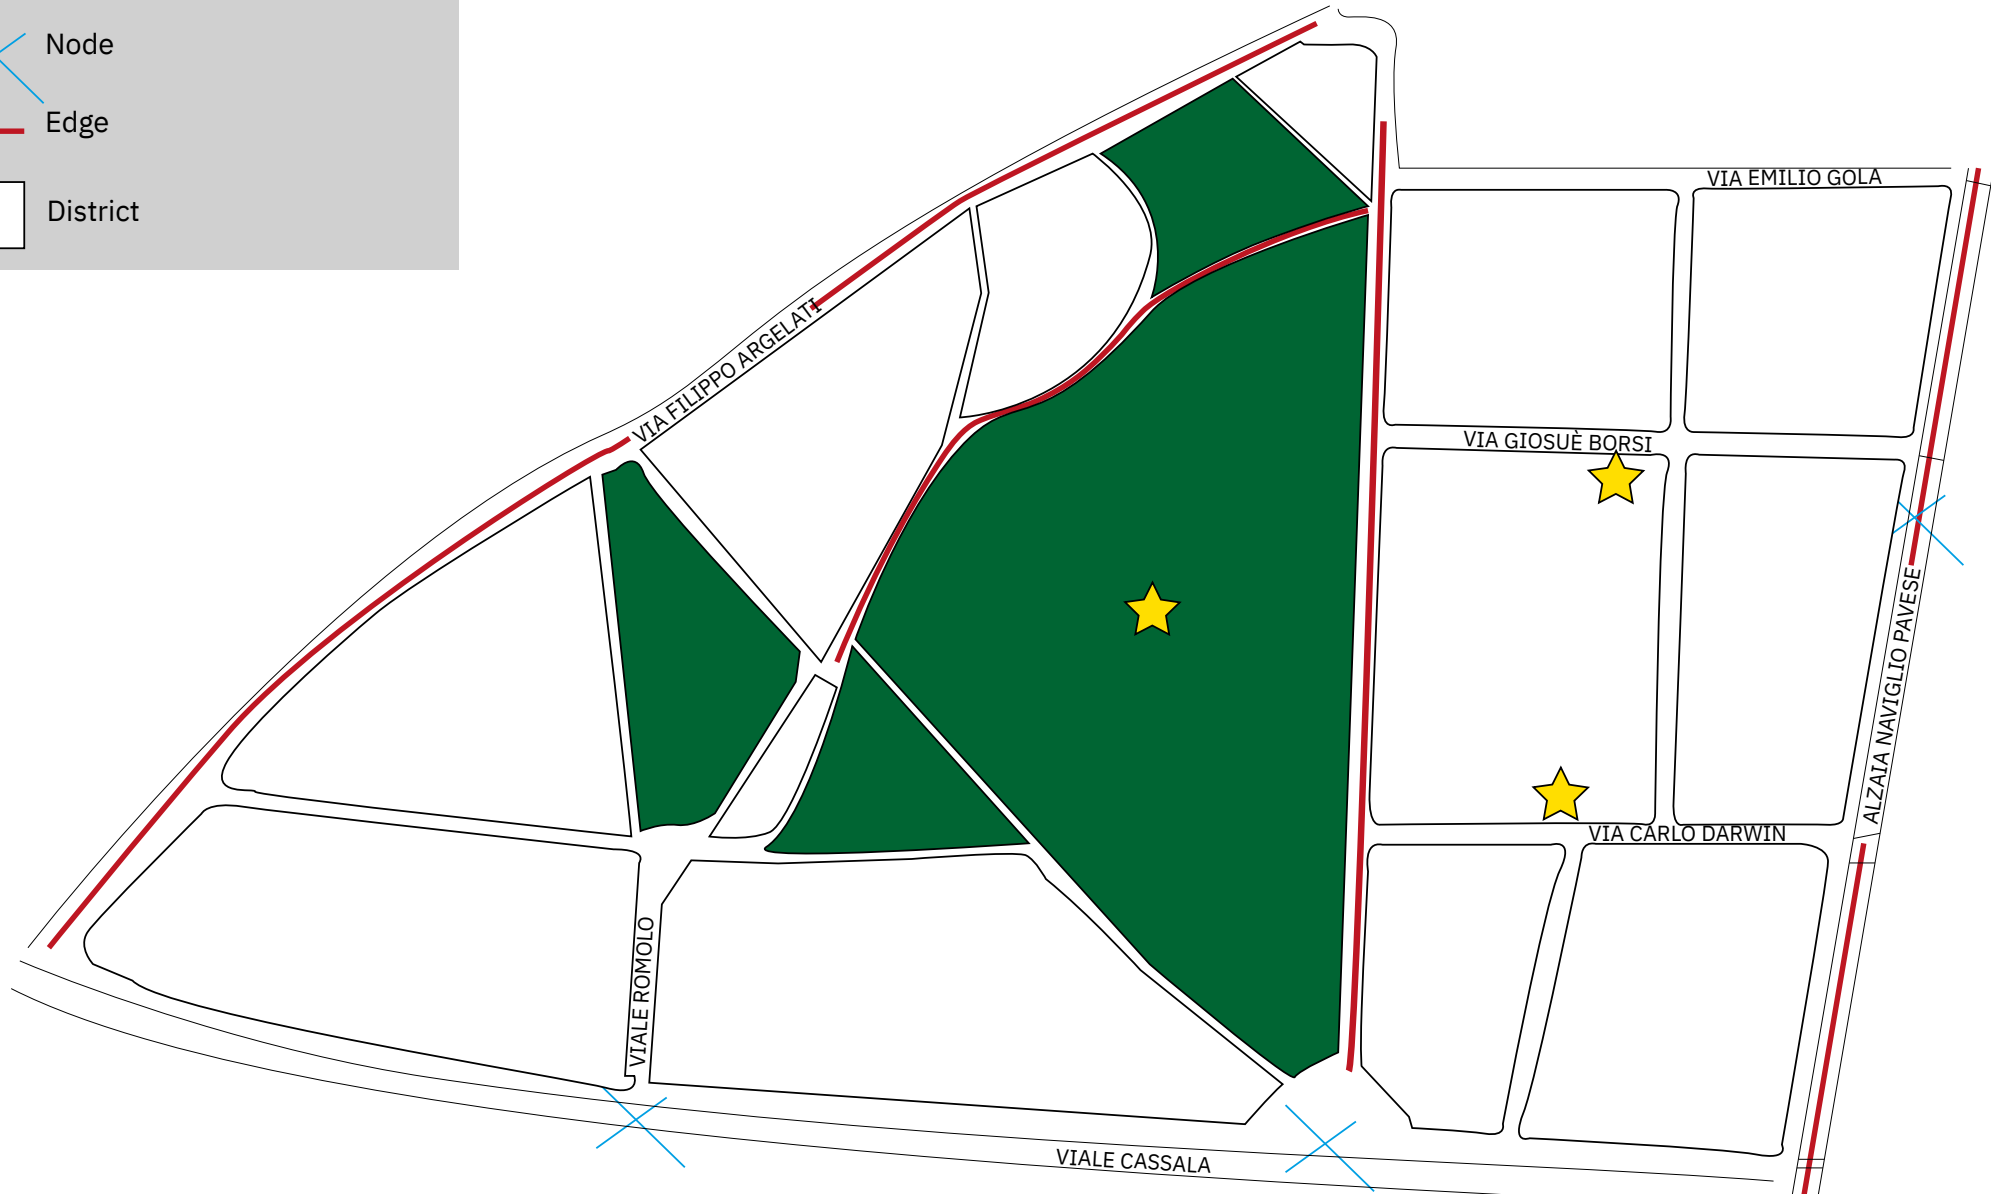 Node
Edge
District
VIA EMILIO GOLA
VIA FILIPPO ARGELATI
VIA GIOSUÈ BORSI
ALZAIA NAVIGLIO PAVESE
VIA CARLO DARWIN
VIALE ROMOLO
VIALE CASSALA